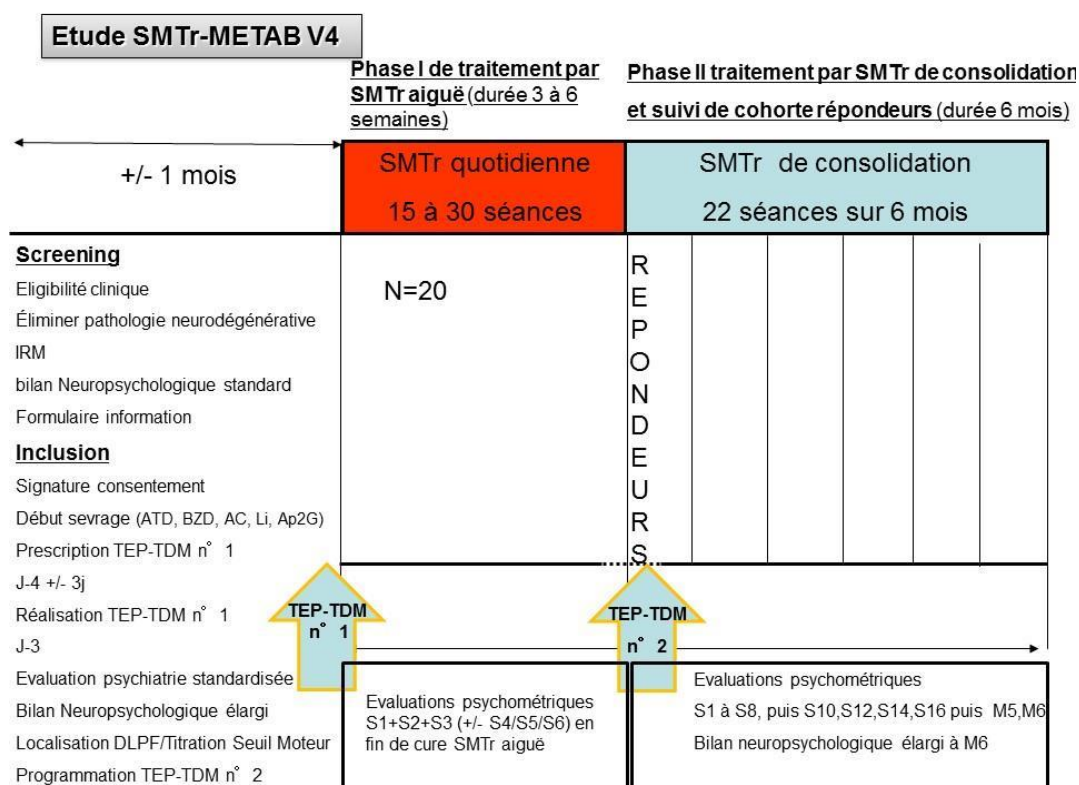 Etude SMTr-METAB V4
Phase I de traitement par
SMTr aiguë (durée 3 à 6
semaines)
Phase II traitement par SMTr de consolidation
et suivi de cohorte répondeurs (durée 6 mois)
+/- 1 mois
SMTr quotidienne
15 à 30 séances
SMTr de consolidation
22 séances sur 6 mois
Screening
Eligibilité clinique
Éliminer pathologie neurodégénérative
IRM
bilan Neuropsychologique standard
Formulaire information
Inclusion
Signature consentement
Début sevrage (ATD, BZD, AC, Li, Ap2G)
Prescription TEP-TDM n° 1
J-4 +/- 3j
Réalisation TEP-TDM n° 1
J-3
Evaluation psychiatrie standardisée
Bilan Neuropsychologique élargi
Localisation DLPF/Titration Seuil Moteur
Programmation TEP-TDM n° 2
N=20
R
E
P
O
N
D
E
U
R
S
TEP-TDM
n° 1
TEP-TDM
n° 2
Evaluations psychométriques
S1+S2+S3 (+/- S4/S5/S6) en
fin de cure SMTr aiguë
Evaluations psychométriques
S1 à S8, puis S10,S12,S14,S16 puis M5,M6
Bilan neuropsychologique élargi à M6